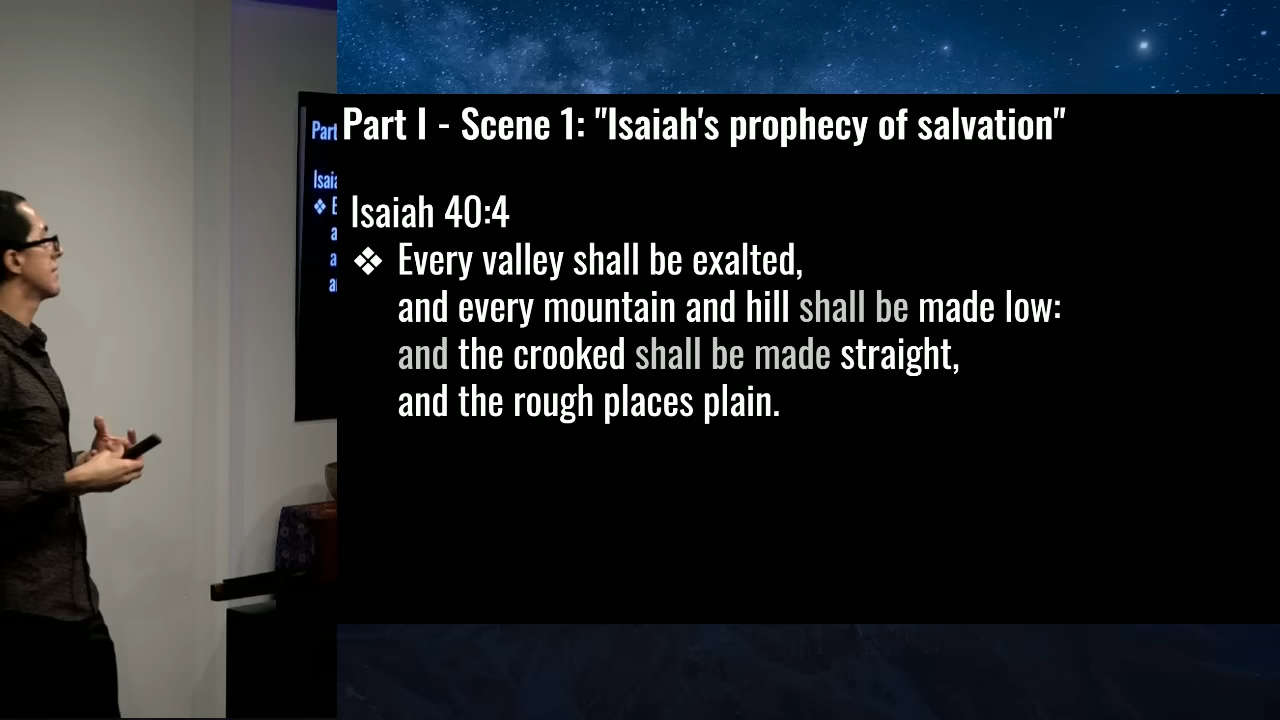 Part I - Scene 1: "Isaiah's prophecy of salvation"
Isaiah 40:4
❖ Every valley shall be exalted,
and every mountain and hill shall be made low:
and the crooked shall be made straight,
and the rough places plain.
Part